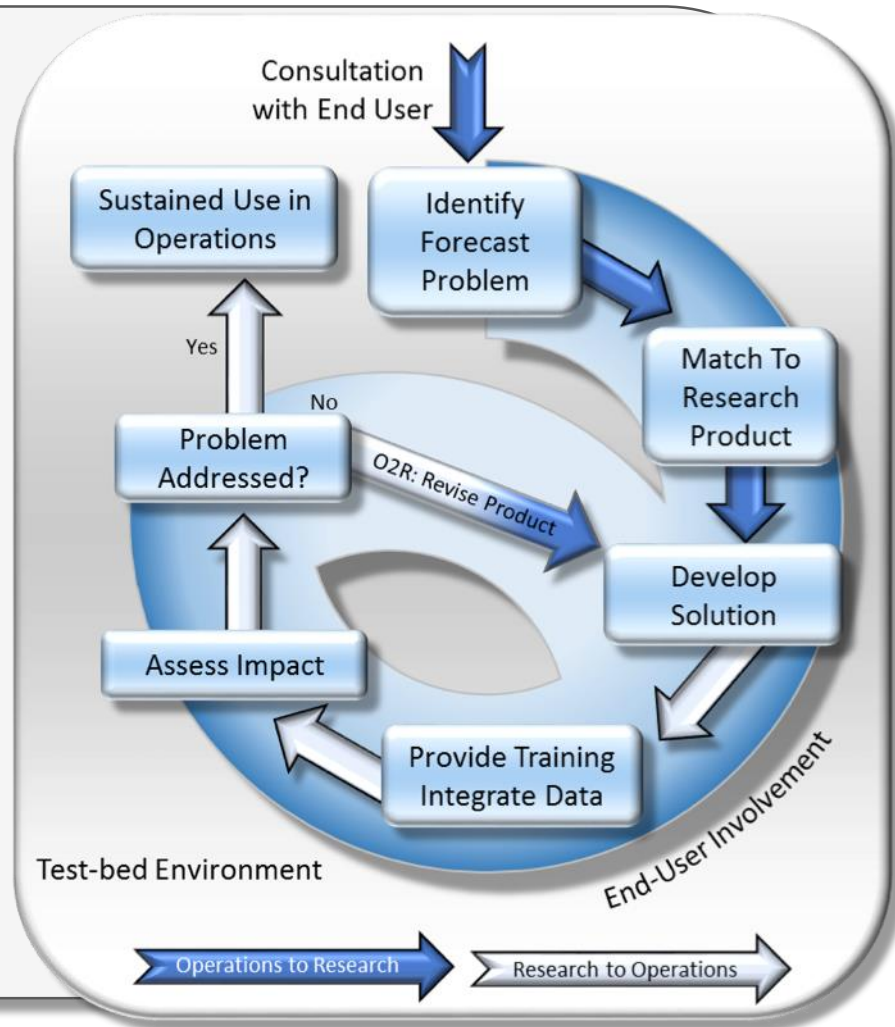 Consultation
with End User
Identify
Forecast
Problem
Match To
Research
Product
Develop
Solution
Provide Training
Integrate Data
Assess Impact
Problem
Addressed?
Yes
No
O2R: Revise Product
Sustained Use in
Operations
Test-bed Environment
End-User Involvement
Operations to Research
Research to Operations